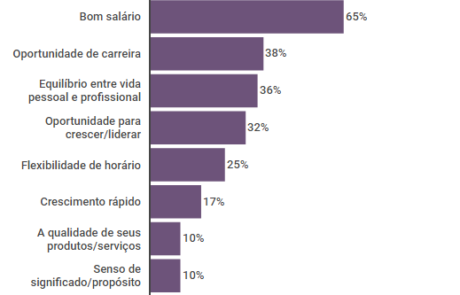 Bom salário
65%
Oportunidade de carreira
38%
Equilíbrio entre vida
pessoal e profissional
36%
Oportunidade para
crescer/liderar
32%
Flexibilidade de horário
25%
Crescimento rápido
17%
A qualidade de seus
produtos/serviços
10%
Senso de
significado/propósito
10%